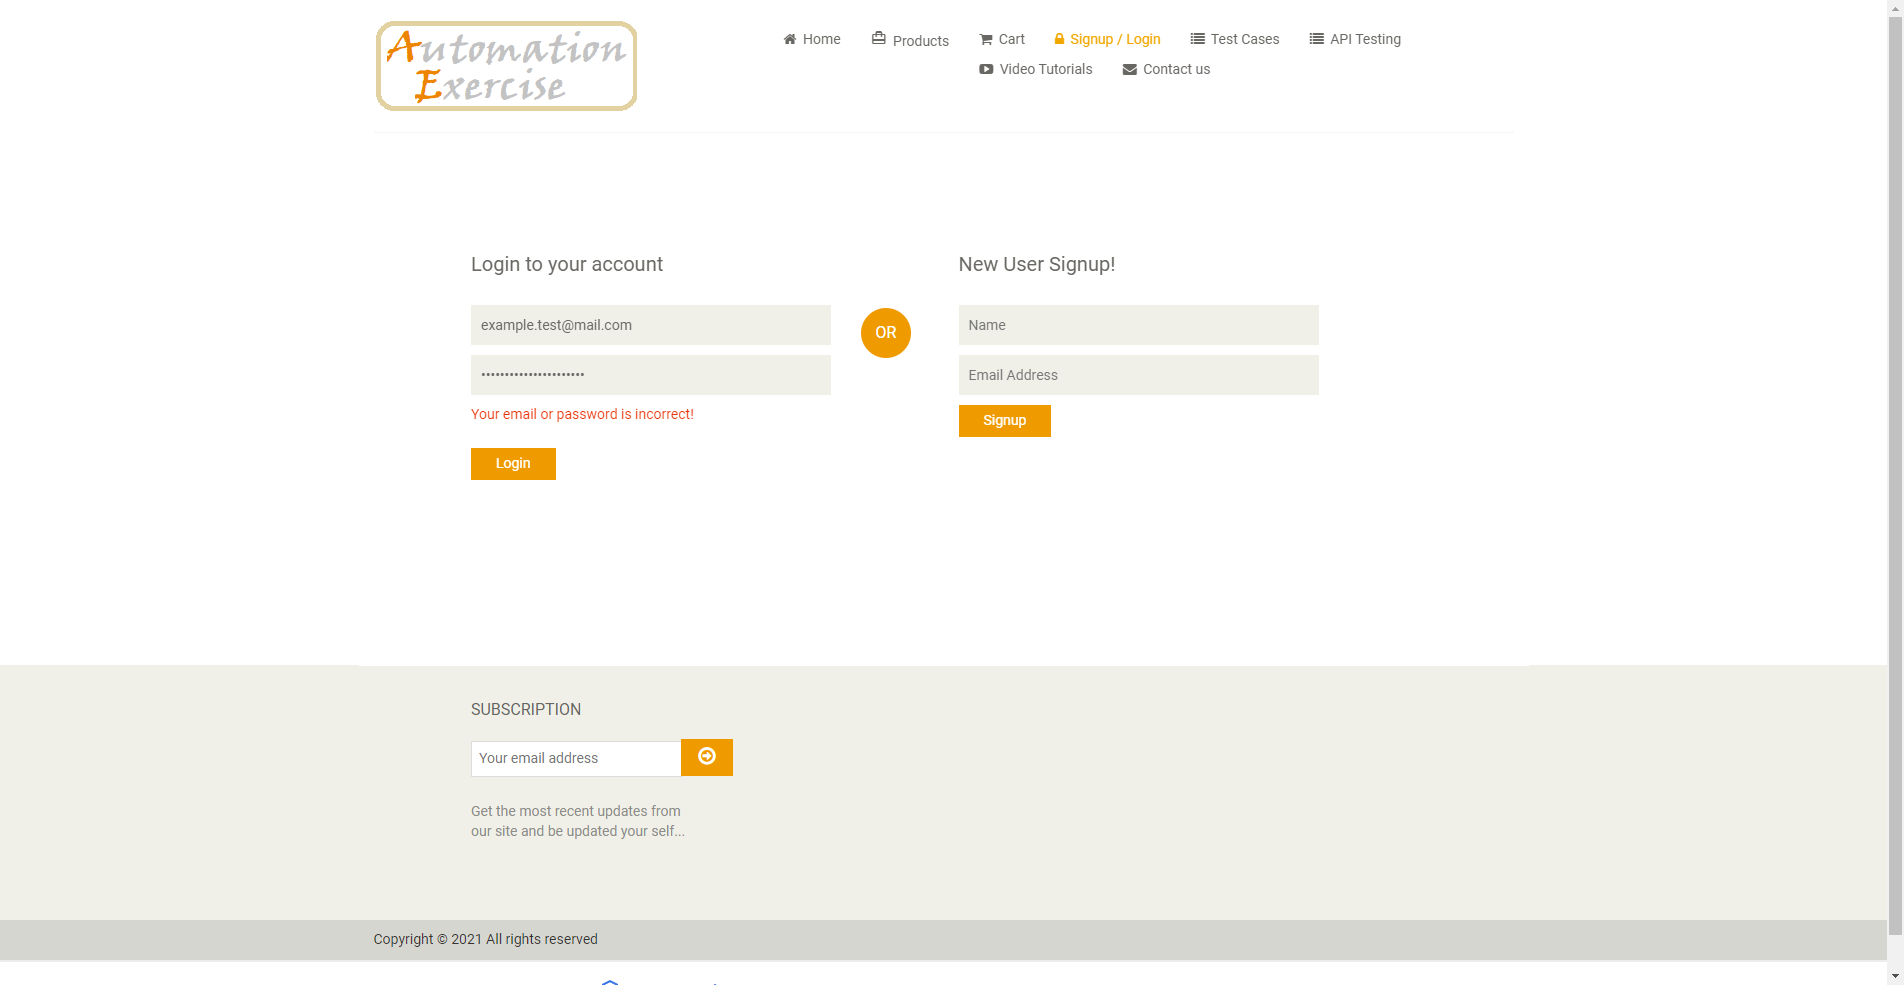 Automation
Exercise
Home
Products
Cart
Signup / Login
Test Cases
API Testing
Video Tutorials
Contact us
Login to your account
example.test@mail.com
••••••••••••••••••••••
Your email or password is incorrect!
Login
OR
New User Signup!
Name
Email Address
Signup
SUBSCRIPTION
Your email address
Get the most recent updates from
our site and be updated your self...
Copyright © 2021 All rights reserved